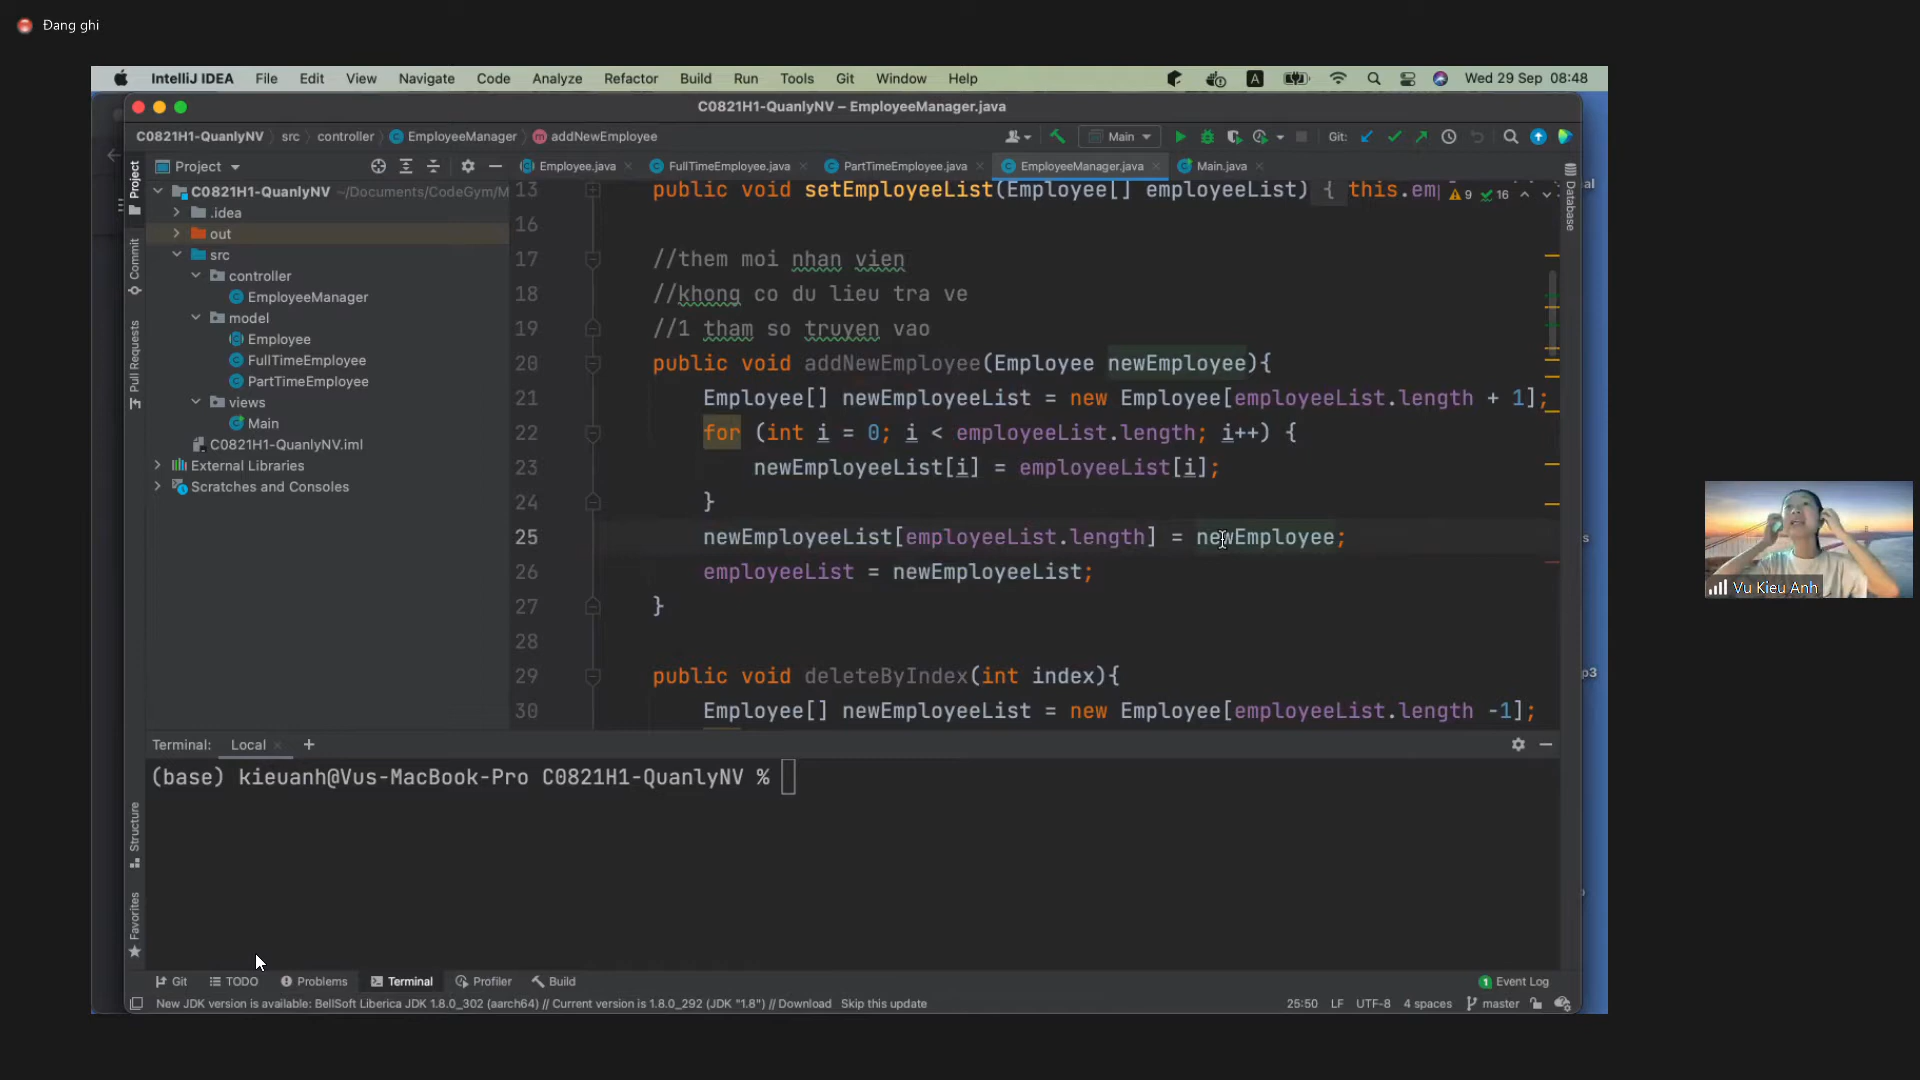 Đang ghi
IntelliJ IDEA File Edit View Navigate Code Analyze Refactor Build Run Tools Git Window Help A Wed 29 Sep 08:48
C0821H1-QuanlyNV – EmployeeManager.java
C0821H1-QuanlyNV src controller EmployeeManager addNewEmployee Main Git:
Project Employee.java FullTimeEmployee.java PartTimeEmployee.java EmployeeManager.java Main.java
C0821H1-QuanlyNV ~/Documents/CodeGym/M
.idea
out
src
controller
EmployeeManager
model
Employee
FullTimeEmployee
PartTimeEmployee
views
Main
C0821H1-QuanlyNV.iml
External Libraries
Scratches and Consoles
Project
Commit
Pull Requests
Structure
Favorites
Database
9 16
13 public void setEmployeeList(Employee[] employeeList) { this.em
16
17 //them moi nhan vien
18 //khong co du lieu tra ve
19 //1 tham so truyen vao
20 public void addNewEmployee(Employee newEmployee){
21 Employee[] newEmployeeList = new Employee[employeeList.length + 1];
22 for (int i = 0; i < employeeList.length; i++) {
23 newEmployeeList[i] = employeeList[i];
24 }
25 newEmployeeList[employeeList.length] = newEmployee;
26 employeeList = newEmployeeList;
27 }
28
29 public void deleteByIndex(int index){
30 Employee[] newEmployeeList = new Employee[employeeList.length -1];
Vu Kieu Anh
Terminal: Local +
(base) kieuanh@Vus-MacBook-Pro C0821H1-QuanlyNV %
Git TODO Problems Terminal Profiler Build 1 Event Log
New JDK version is available: BellSoft Liberica JDK 1.8.0_302 (aarch64) // Current version is 1.8.0_292 (JDK "1.8") // Download Skip this update 25:50 LF UTF-8 4 spaces master